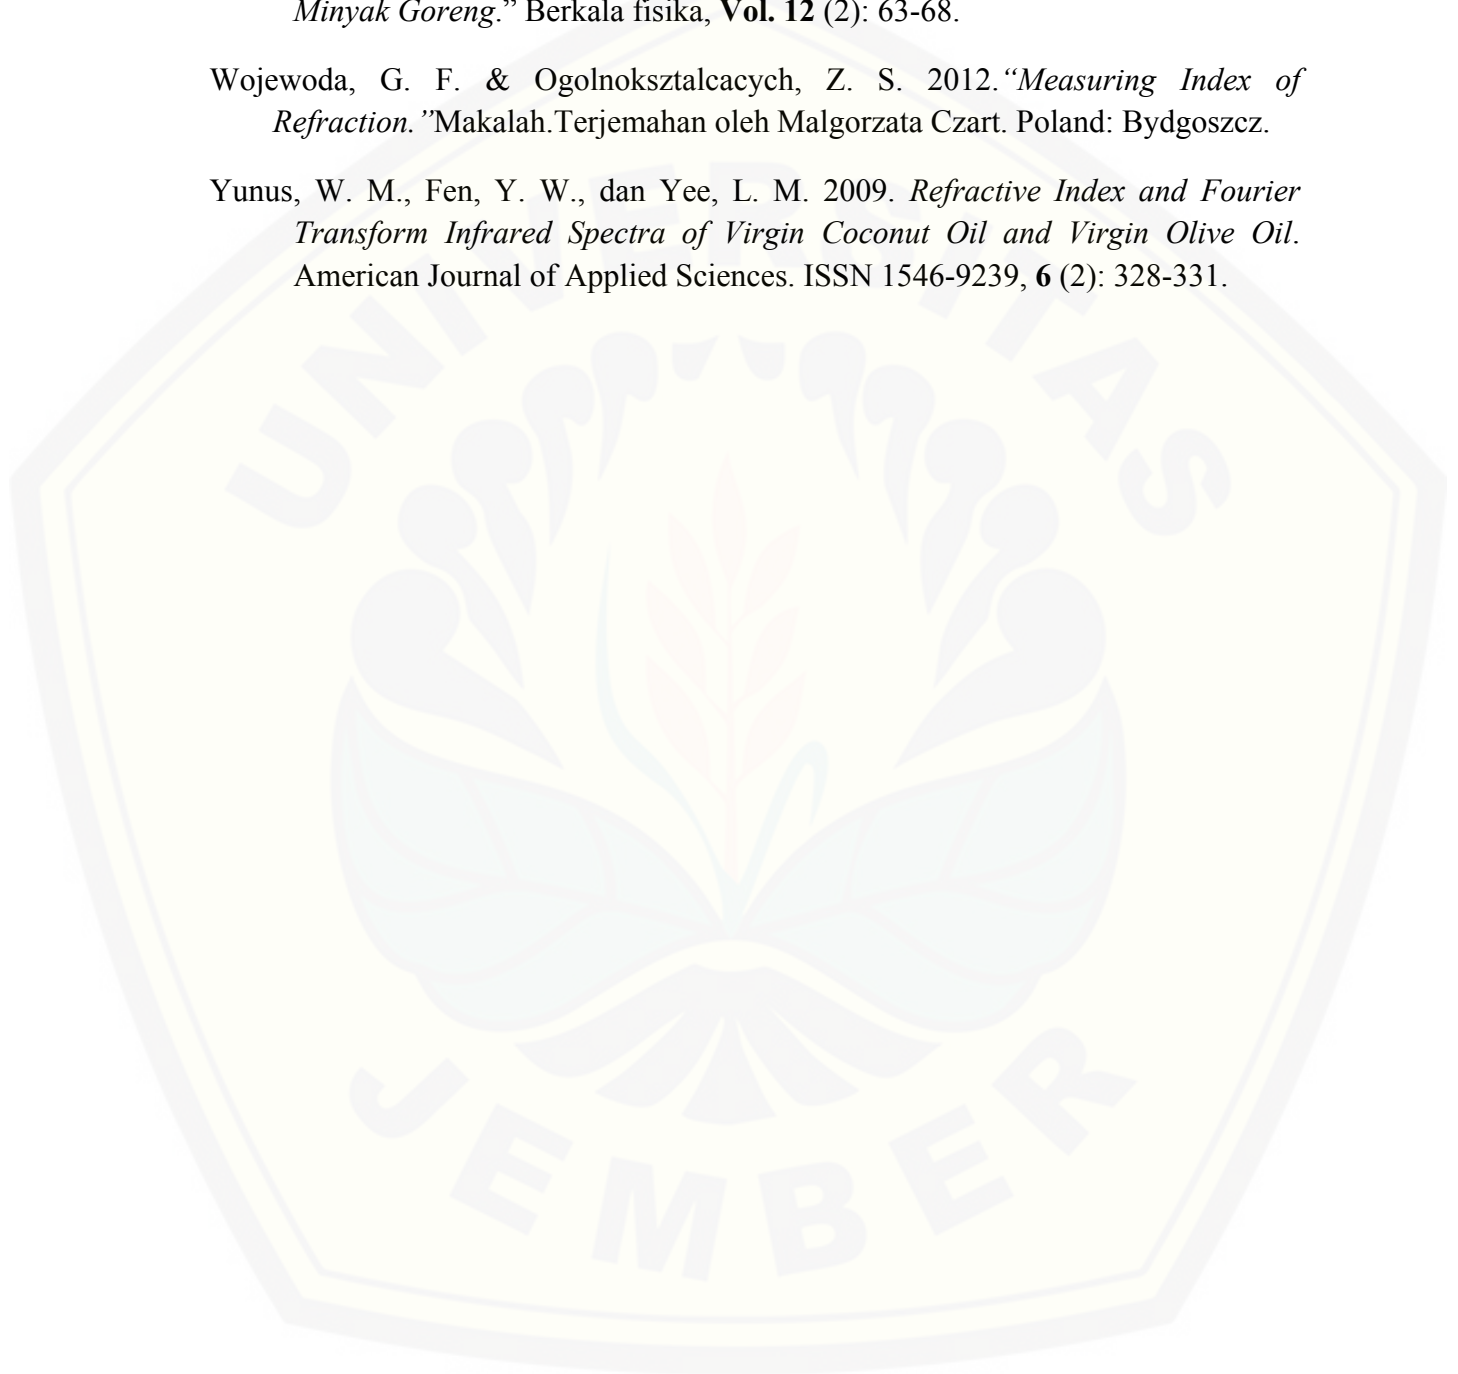 Minyak Goreng.” Berkala fisika, Vol. 12 (2): 63-68.
Wojewoda, G. F. & Ogolnoksztalcacych, Z. S. 2012.“Measuring Index of
Refraction.”Makalah.Terjemahan oleh Malgorzata Czart. Poland: Bydgoszcz.
Yunus, W. M., Fen, Y. W., dan Yee, L. M. 2009. Refractive Index and Fourier
Transform Infrared Spectra of Virgin Coconut Oil and Virgin Olive Oil.
American Journal of Applied Sciences. ISSN 1546-9239, 6 (2): 328-331.
UNIVERSITAS
JEMBER